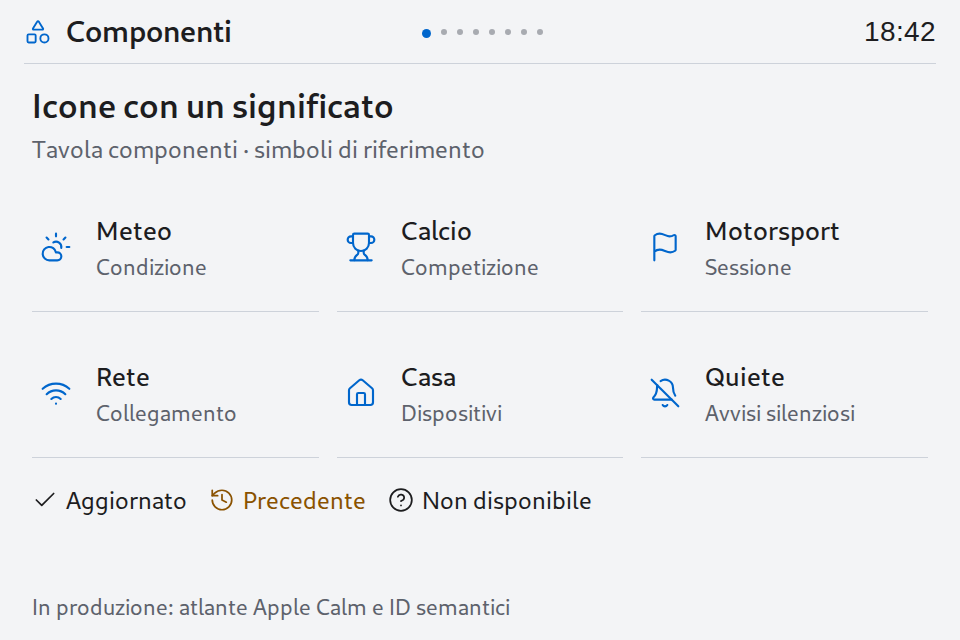 Componenti
18:42
Icone con un significato
Tavola componenti · simboli di riferimento
Meteo
Condizione
Calcio
Competizione
Motorsport
Sessione
Rete
Collegamento
Casa
Dispositivi
Quiete
Avvisi silenziosi
Aggiornato
Precedente
Non disponibile
In produzione: atlante Apple Calm e ID semantici